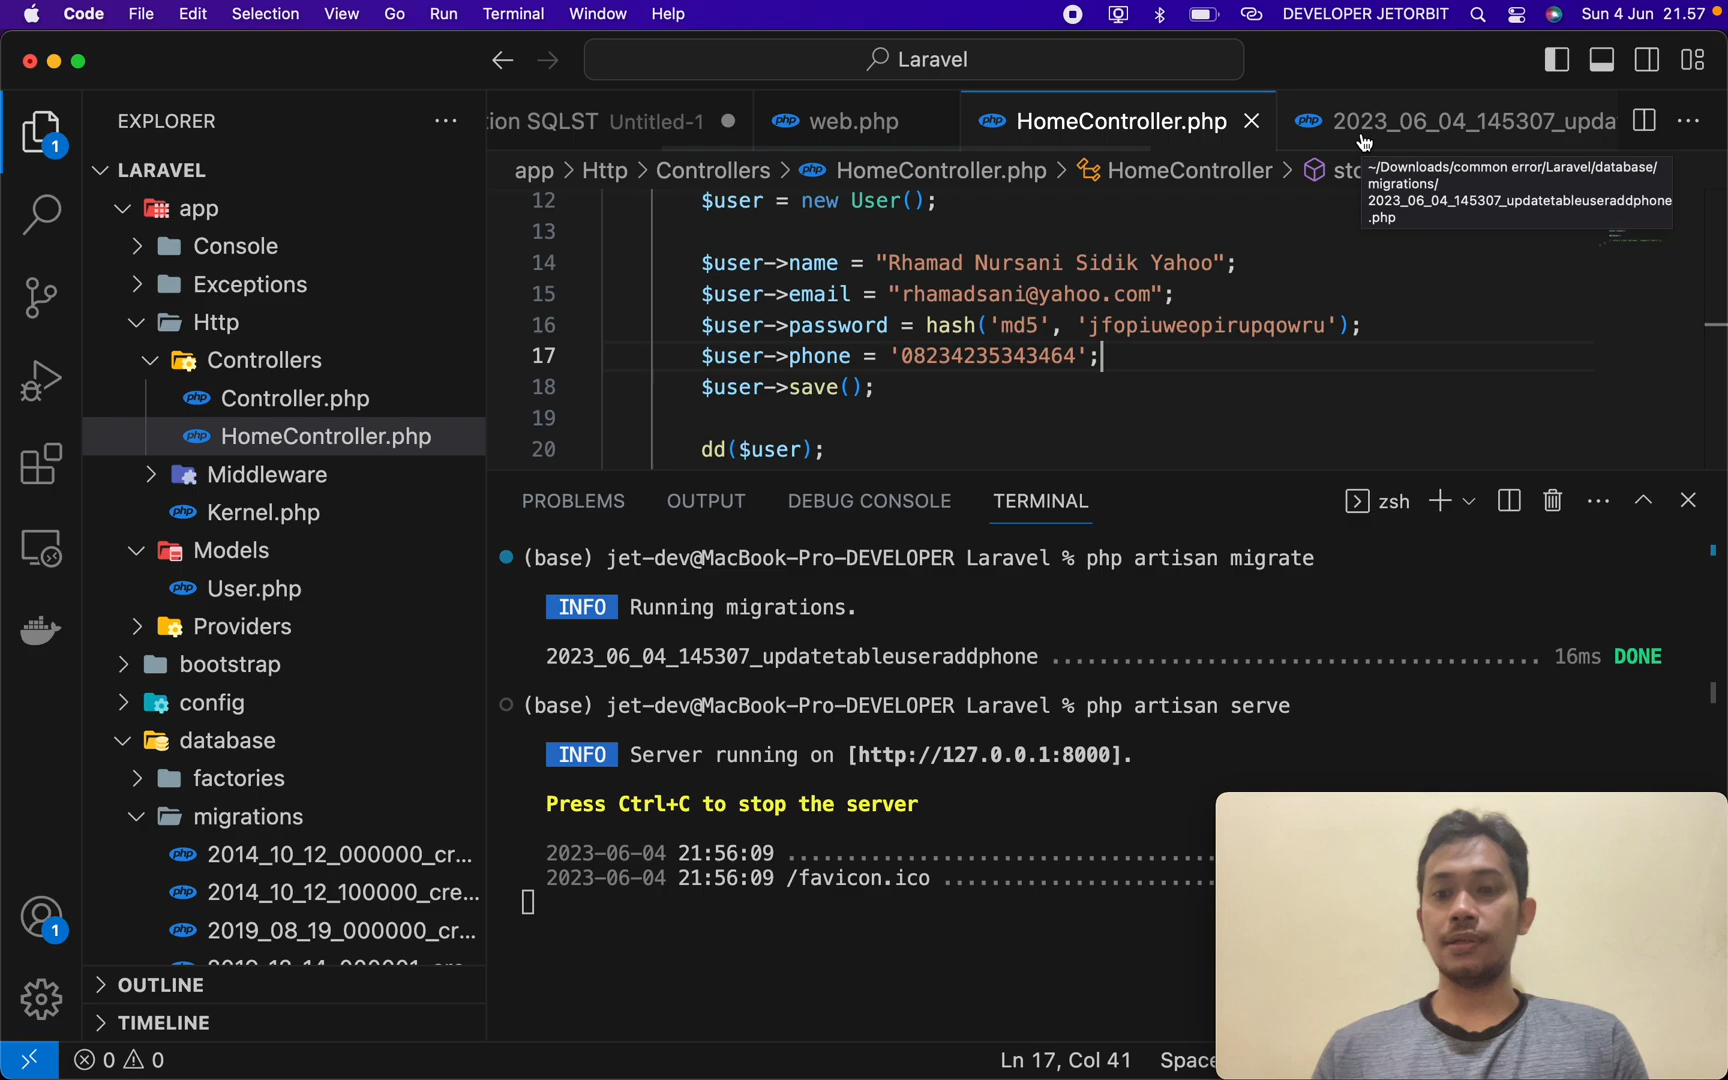 Code File Edit Selection View Go Run Terminal Window Help DEVELOPER JETORBIT Sun 4 Jun 21.57
Laravel
EXPLORER
ion SQLST Untitled-1 web.php HomeController.php 2023_06_04_145307_upda
app > Http > Controllers > HomeController.php > HomeController >
~/Downloads/common error/Laravel/database/
migrations/
2023_06_04_145307_updatetableuseraddphone
.php
1
LARAVEL
app
Console
Exceptions
Http
Controllers
Controller.php
HomeController.php
Middleware
Kernel.php
Models
User.php
Providers
bootstrap
config
database
factories
migrations
2014_10_12_000000_cr...
2014_10_12_100000_cre...
2019_08_19_000000_cr...
OUTLINE
TIMELINE
1
12 $user = new User();
13
14 $user->name = "Rhamad Nursani Sidik Yahoo";
15 $user->email = "rhamadsani@yahoo.com";
16 $user->password = hash('md5', 'jfopiuweopirupqowru');
17 $user->phone = '08234235343464';
18 $user->save();
19
20 dd($user);
PROBLEMS OUTPUT DEBUG CONSOLE TERMINAL zsh
(base) jet-dev@MacBook-Pro-DEVELOPER Laravel % php artisan migrate
INFO Running migrations.
2023_06_04_145307_updatetableuseraddphone ......................................... 16ms DONE
(base) jet-dev@MacBook-Pro-DEVELOPER Laravel % php artisan serve
INFO Server running on [http://127.0.0.1:8000].
Press Ctrl+C to stop the server
2023-06-04 21:56:09 ...................................
2023-06-04 21:56:09 /favicon.ico ......................
0 0 Ln 17, Col 41